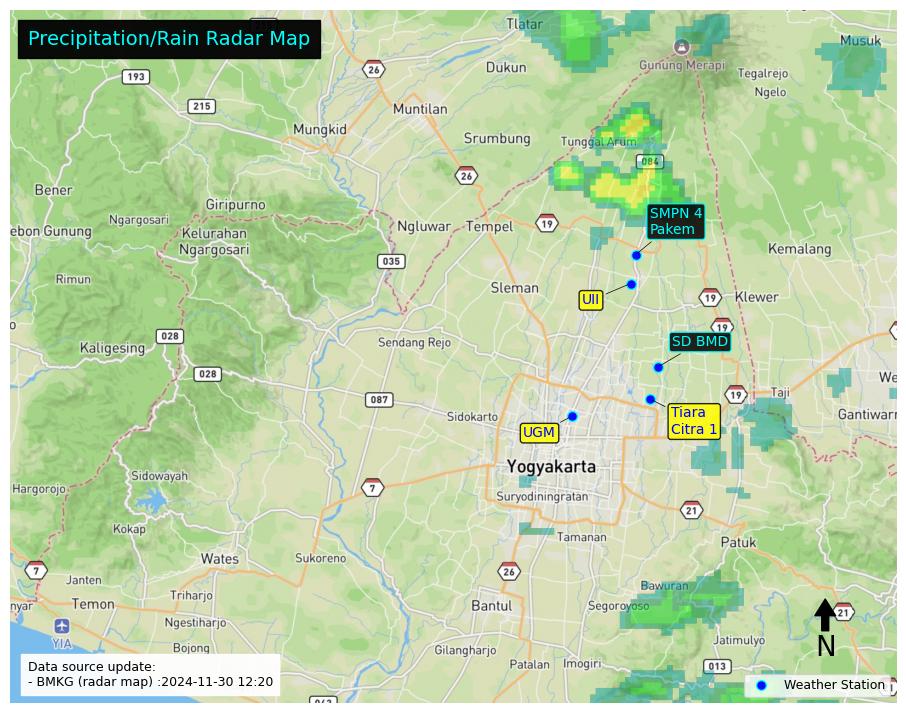 Precipitation/Rain Radar Map
Tlatar
Musuk
Gunung Merapi
Dukun
26
193
Tegalrejo
Ngelo
215
Muntilan
Mungkid
Srumbung
Tunggal Arum
084
26
Bener
Ngargosari
Giripurno
SMPN 4
Pakem
ebon Gunung
Kelurahan
Ngargosari
Ngluwar
Tempel
19
Kemalang
035
Rimun
Sleman
UII
19
Klewer
19
028
Kaligesing
Sendang Rejo
SD BMD
028
087
19
Taji
We
Sidokarto
Tiara
Citra 1
Gantiwarn
UGM
Yogyakarta
Sidowayah
Hargorojo
7
Suryodiningratan
21
Kokap
Tamanan
Patuk
Wates
Sukoreno
7
26
Janten
Bawuran
Triharjo
nyar
Temon
Bantul
Segoroyoso
21
Ngestiharjo
YIA
Jatimulyo
N
Bojong
Gilangharjo
Patalan
Imogiri
013
Data source update:
- BMKG (radar map) :2024-11-30 12:20
Weather Station